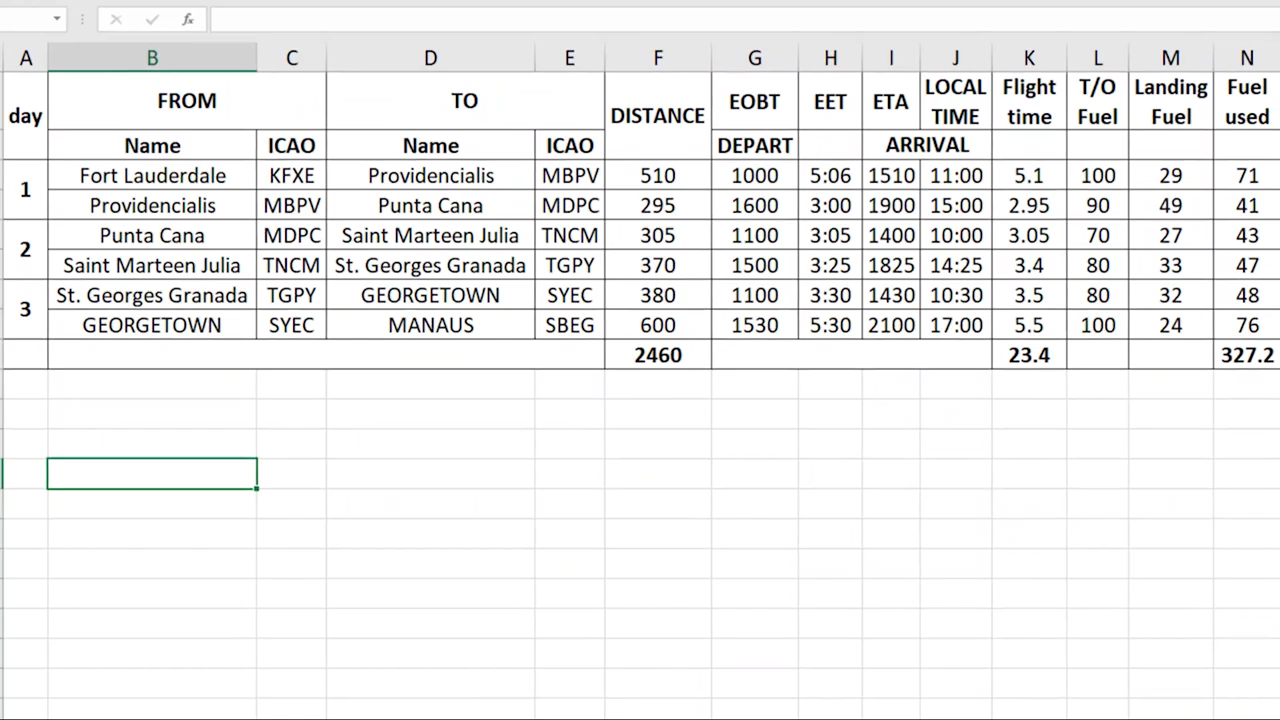 A B C D E F G H I J K L M N
day FROM TO DISTANCE EOBT EET ETA LOCAL TIME Flight time T/O Fuel Landing Fuel Fuel used
Name ICAO Name ICAO DEPART ARRIVAL
1 Fort Lauderdale KFXE Providencialis MBPV 510 1000 5:06 1510 11:00 5.1 100 29 71
Providencialis MBPV Punta Cana MDPC 295 1600 3:00 1900 15:00 2.95 90 49 41
2 Punta Cana MDPC Saint Marteen Julia TNCM 305 1100 3:05 1400 10:00 3.05 70 27 43
Saint Marteen Julia TNCM St. Georges Granada TGPY 370 1500 3:25 1825 14:25 3.4 80 33 47
3 St. Georges Granada TGPY GEORGETOWN SYEC 380 1100 3:30 1430 10:30 3.5 80 32 48
GEORGETOWN SYEC MANAUS SBEG 600 1530 5:30 2100 17:00 5.5 100 24 76
2460 23.4 327.2